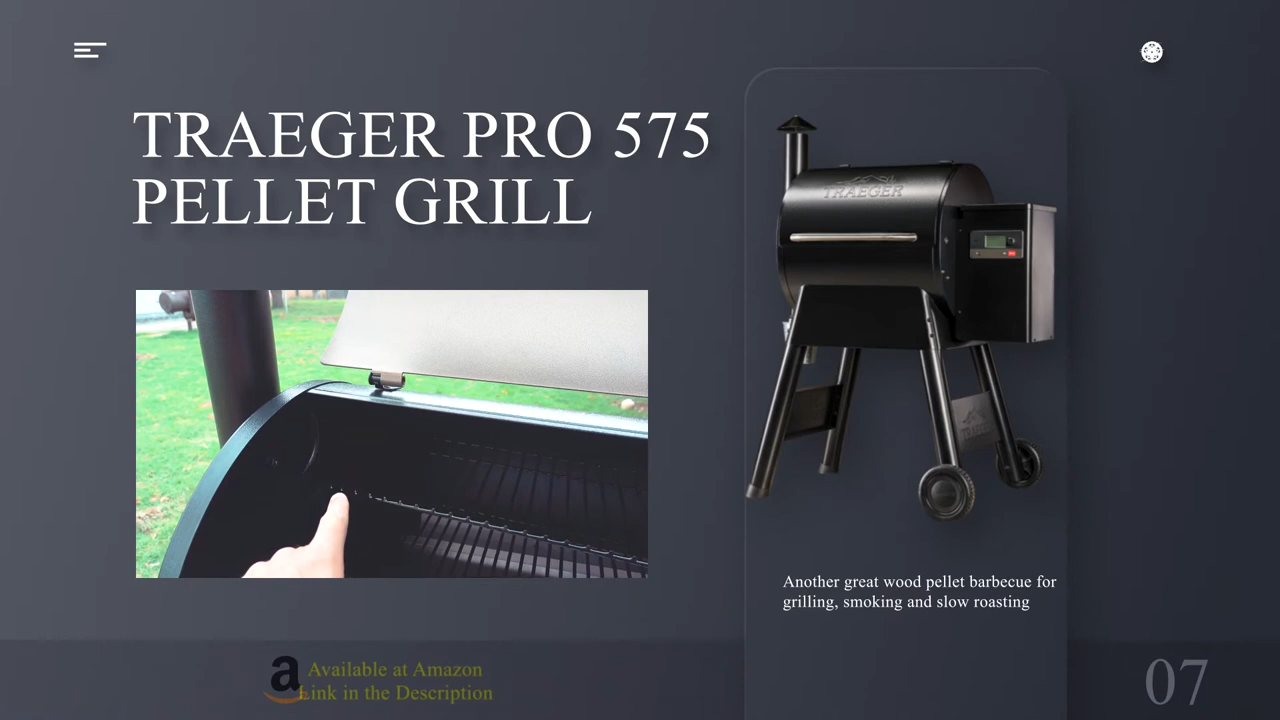 TRAEGER PRO 575
PELLET GRILL
TRAEGER
TRAEGER
Another great wood pellet barbecue for
grilling, smoking and slow roasting
a Available at Amazon
Link in the Description
07